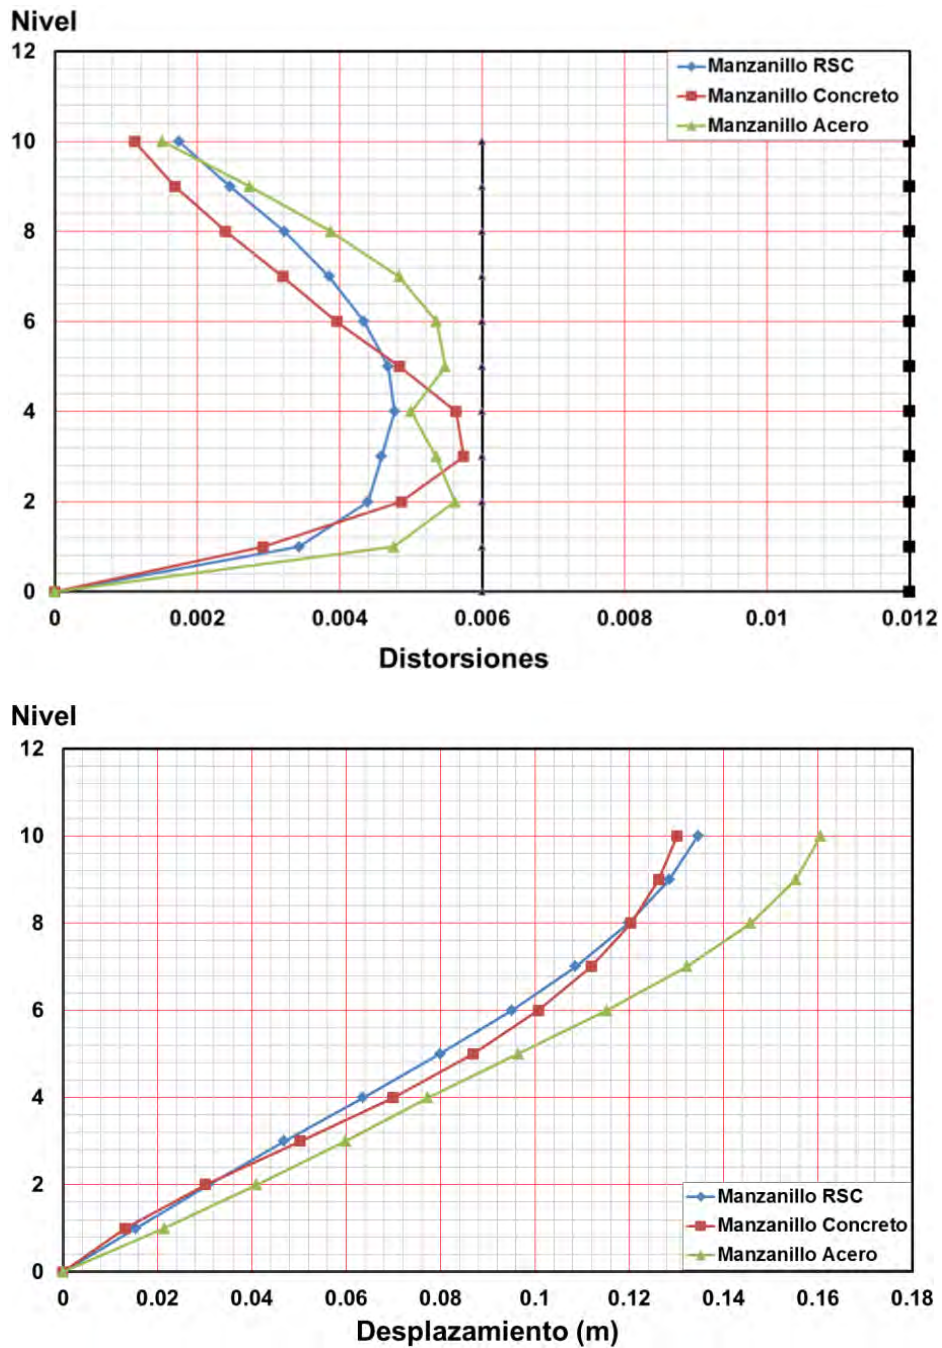 Nivel
12
Manzanillo RSC
Manzanillo Concreto
Manzanillo Acero
10
8
6
4
2
0
0 0.002 0.004 0.006 0.008 0.01 0.012
Distorsiones
Nivel
12
10
8
6
4
2
Manzanillo RSC
Manzanillo Concreto
Manzanillo Acero
0
0 0.02 0.04 0.06 0.08 0.1 0.12 0.14 0.16 0.18
Desplazamiento (m)